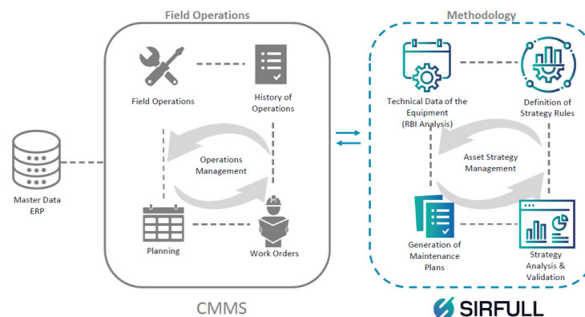 Field Operations
Methodology
Field Operations
History of
Operations
Technical Data of the
Equipment
(RBI Analysis)
Definition of
Strategy Rules
Operations
Management
Asset Strategy
Management
Master Data
ERP
Planning
Work Orders
Generation of
Maintenance
Plans
Strategy
Analysis &
Validation
CMMS
SIRFULL